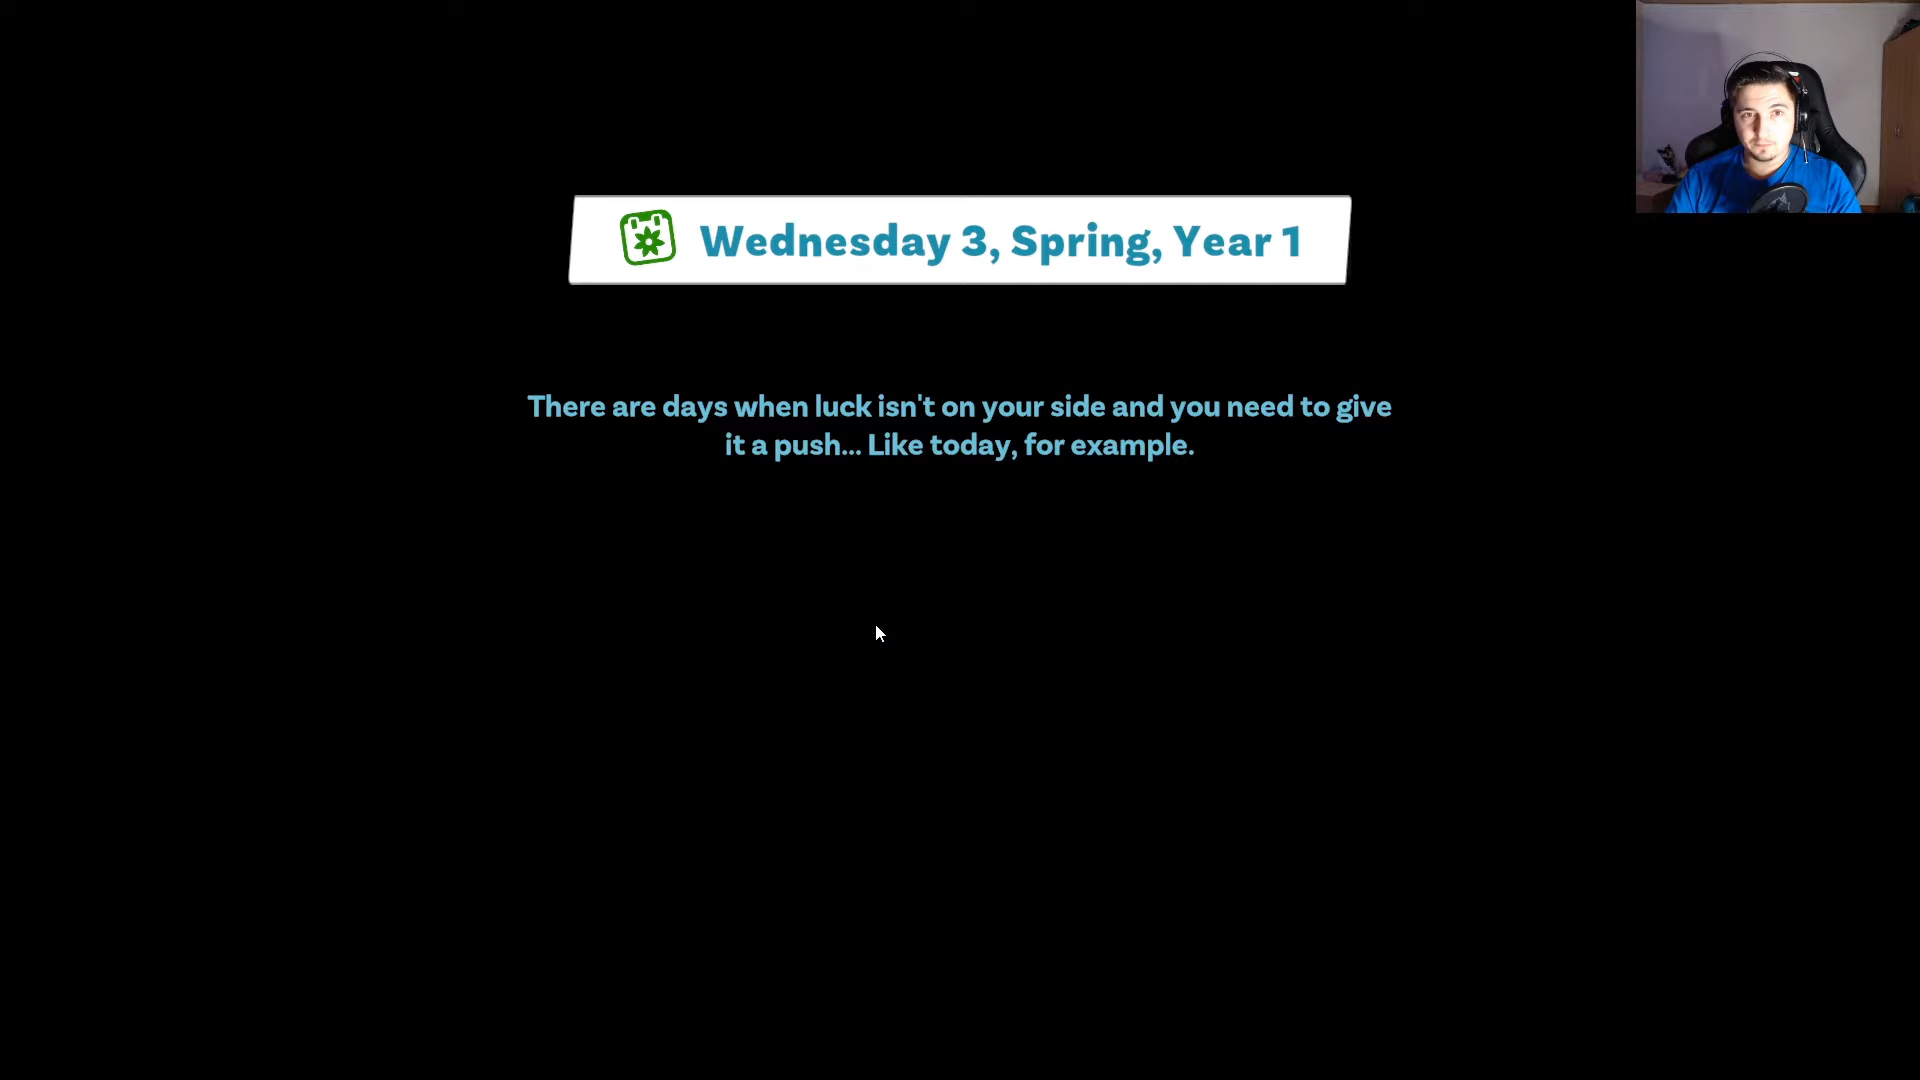 Wednesday 3, Spring, Year 1
There are days when luck isn't on your side and you need to give
it a push... Like today, for example.